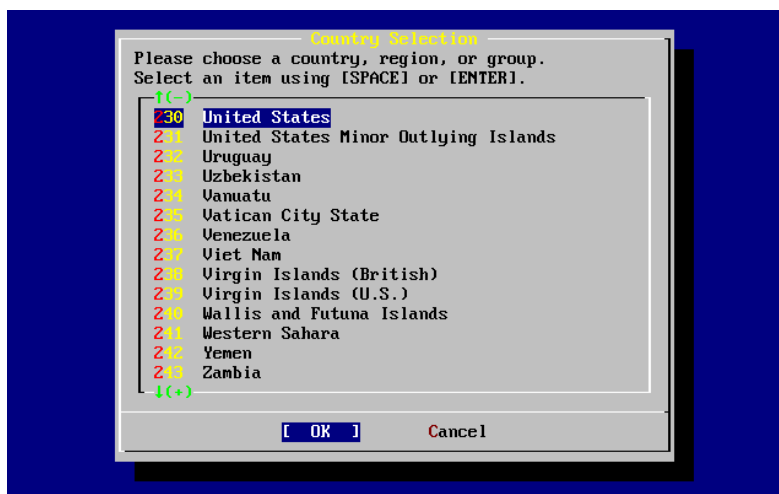 Country Selection
Please choose a country, region, or group.
Select an item using [SPACE] or [ENTER].
↑(-)
230 United States
231 United States Minor Outlying Islands
232 Uruguay
233 Uzbekistan
234 Vanuatu
235 Vatican City State
236 Venezuela
237 Viet Nam
238 Virgin Islands (British)
239 Virgin Islands (U.S.)
240 Wallis and Futuna Islands
241 Western Sahara
242 Yemen
243 Zambia
↓(+)
[ OK ] Cancel